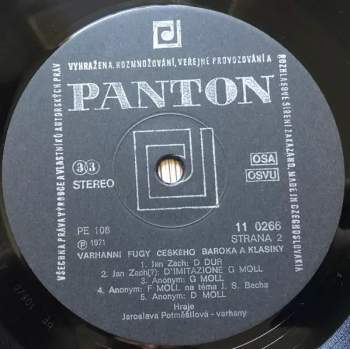 VYHRAŽENA. ROZMNOŽOVÁNÍ, VEŘEJNÉ PROVOZOVÁNÍ A
ROZHLASOVÉ ŠÍŘENÍ ZAKÁZÁNO. MADE IN CZECHOSLOVAKIA
VŠECHNA PRÁVA VÝROBCE A VLASTNÍKŮ AUTORSKÝCH PRÁV
PANTON
33
STEREO
OSA
OSVU
PE 106
11 0266
Ⓟ 1971
STRANA 2
VARHANNÍ FUGY ČESKÉHO BAROKA A KLASIKY
1. Jan Zach: D DUR
2. Jan Zach(?): D'IMITAZIONE G MOLL
3. Anonym: G MOLL
4. Anonym: F MOLL na téma J. S. Bacha
5. Anonym: D MOLL
Hraje
Jaroslava Potměšilová - varhany